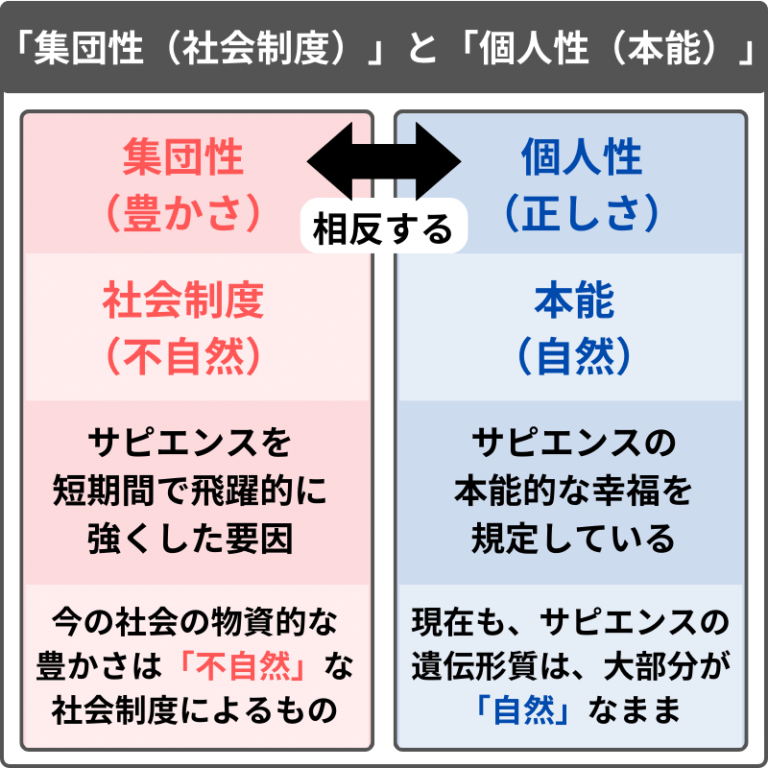 「集団性（社会制度）」と「個人性（本能）」
集団性
（豊かさ）
社会制度
（不自然）
サピエンスを
短期間で飛躍的に
強くした要因
今の社会の物資的な
豊かさは「不自然」な
社会制度によるもの
相反する
個人性
（正しさ）
本能
（自然）
サピエンスの
本能的な幸福を
規定している
現在も、サピエンスの
遺伝形質は、大部分が
「自然」なまま